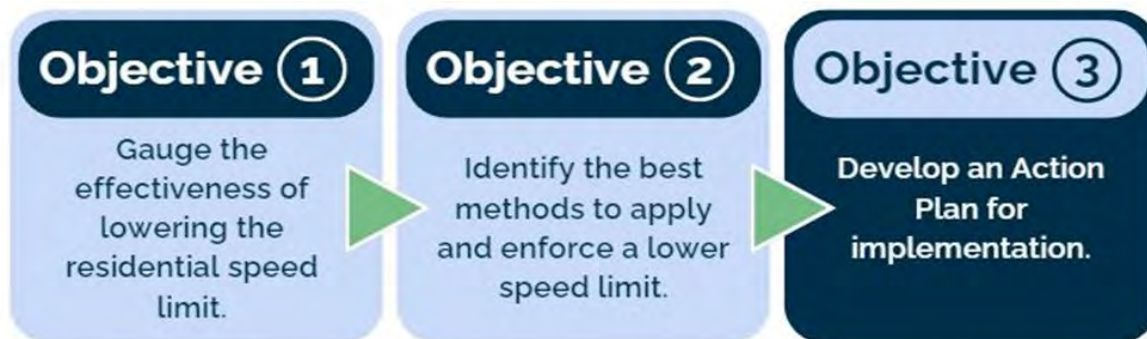 Objective 1
Gauge the
effectiveness of
lowering the
residential speed
limit.
Objective 2
Identify the best
methods to apply
and enforce a lower
speed limit.
Objective 3
Develop an Action
Plan for
implementation.